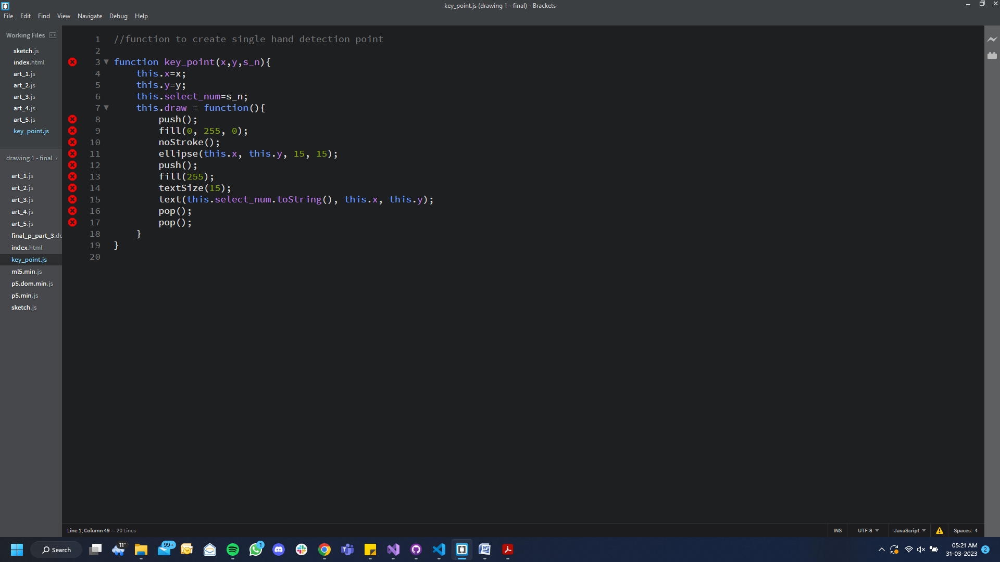 key_point.js (drawing 1 - final) - Brackets
File Edit Find View Navigate Debug Help
Working Files
sketch.js
index.html
art_1.js
art_2.js
art_3.js
art_4.js
art_5.js
key_point.js
drawing 1 - final
art_1.js
art_2.js
art_3.js
art_4.js
art_5.js
final_p_part_3.dc
index.html
key_point.js
ml5.min.js
p5.dom.min.js
p5.min.js
sketch.js
1 //function to create single hand detection point
2
3 function key_point(x,y,s_n){
4 this.x=x;
5 this.y=y;
6 this.select_num=s_n;
7 this.draw = function(){
8 push();
9 fill(0, 255, 0);
10 noStroke();
11 ellipse(this.x, this.y, 15, 15);
12 push();
13 fill(255);
14 textSize(15);
15 text(this.select_num.toString(), this.x, this.y);
16 pop();
17 pop();
18 }
19 }
20
Line 1, Column 49 — 20 Lines
INS UTF-8 JavaScript Spaces: 4
Search 11° 99+ 1
05:21 AM
31-03-2023 2